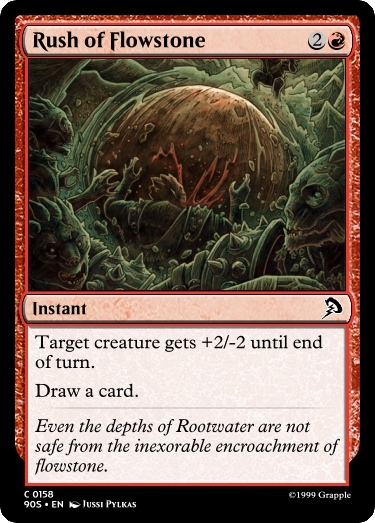 Rush of Flowstone 2
Instant
Target creature gets +2/-2 until end
of turn.
Draw a card.
Even the depths of Rootwater are not
safe from the inexorable encroachment of
flowstone.
C 0158
90S • EN Jussi Pylkas
©1999 Grapple